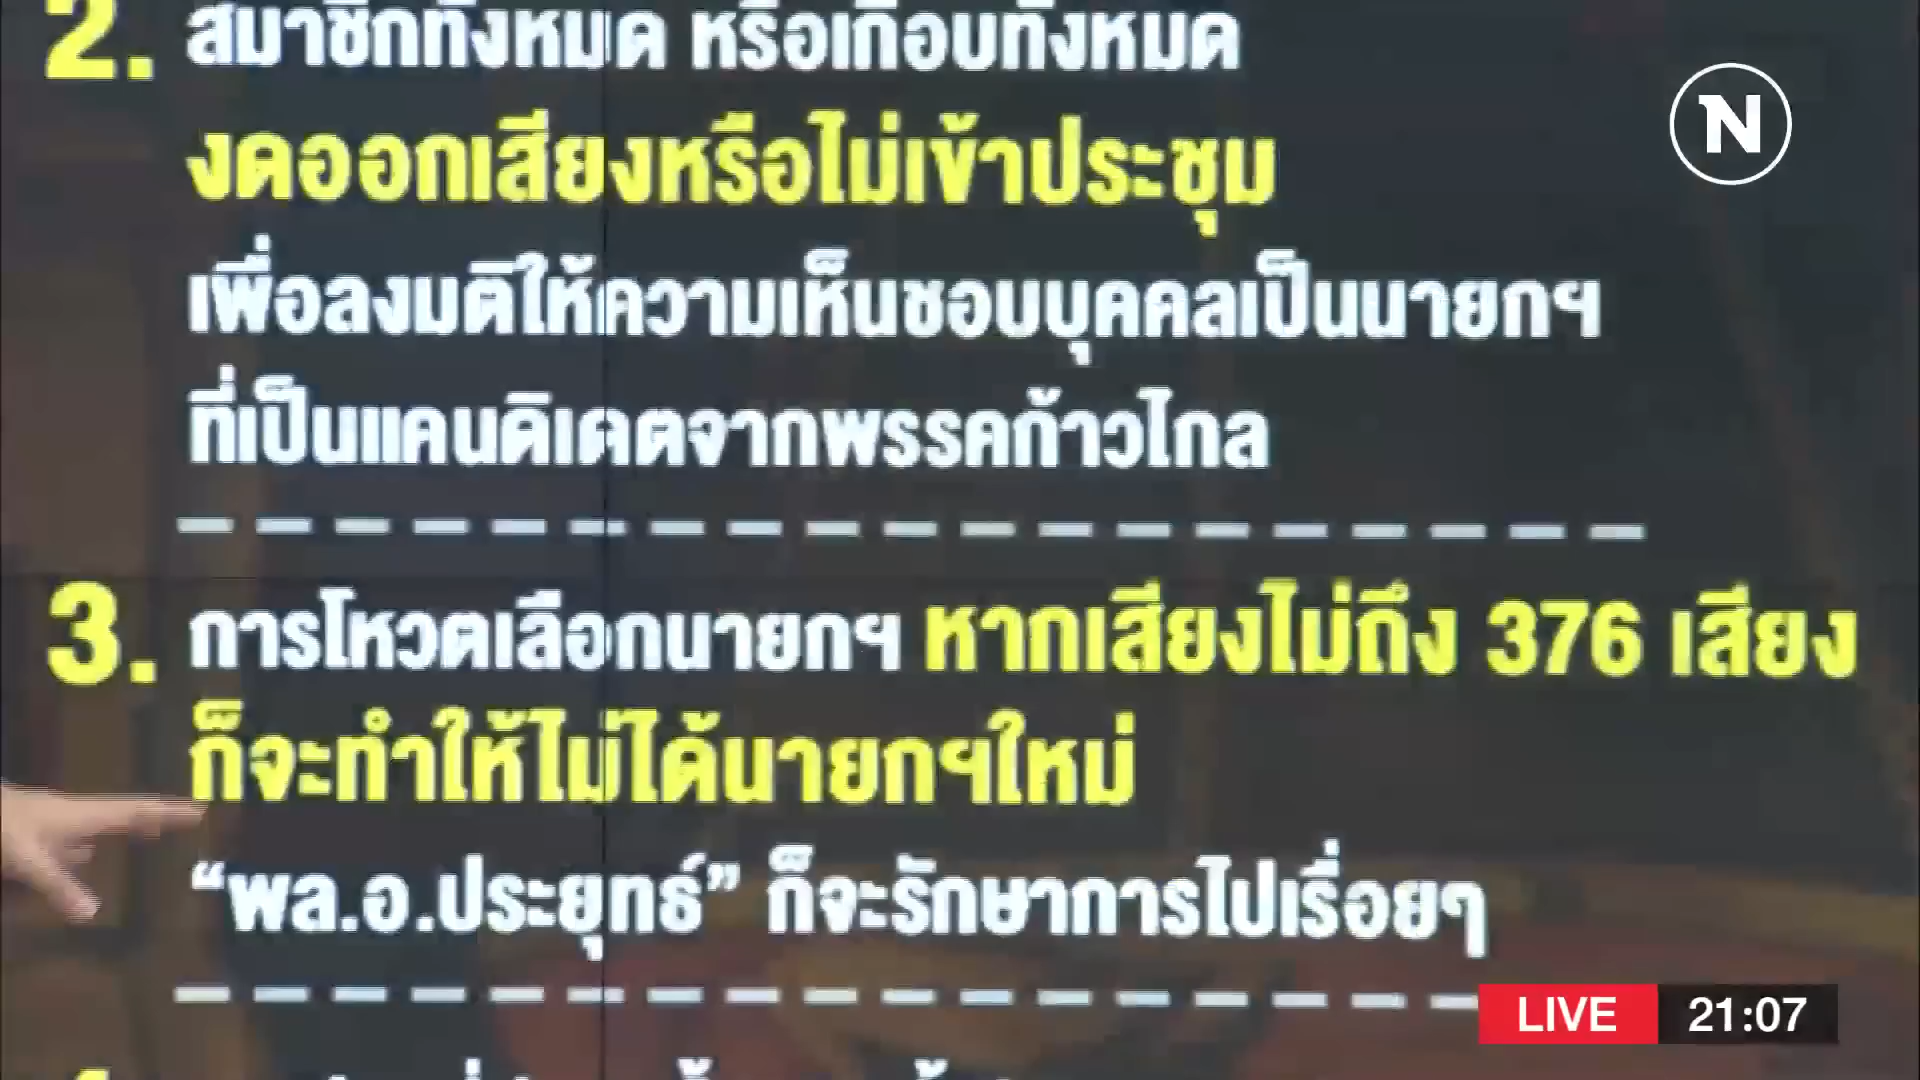 2. สมาชิกทั้งหมด หรือเกือบทั้งหมด
งดออกเสียงหรือไม่เข้าประชุม
เพื่อลงมติให้ความเห็นชอบบุคคลเป็นนายกฯ
ที่เป็นแคนดิเดตจากพรรคก้าวไกล
3. การโหวตเลือกนายกฯ หากเสียงไม่ถึง 376 เสียง
ก็จะทำให้ไม่ได้นายกฯใหม่
“พล.อ.ประยุทธ์” ก็จะรักษาการไปเรื่อยๆ
N
LIVE 21:07